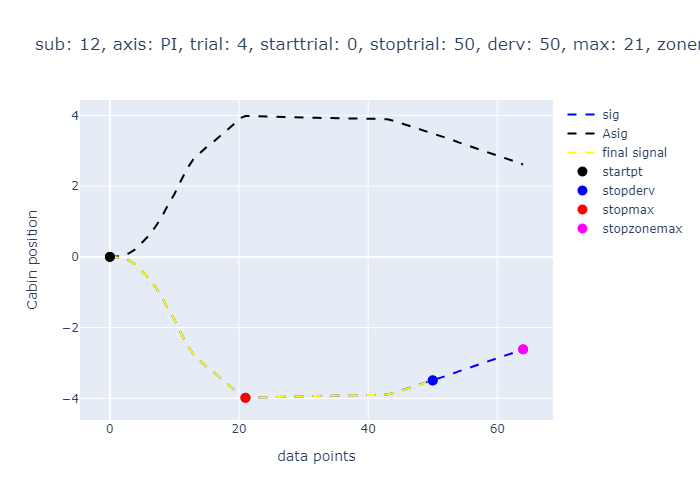 sub: 12, axis: PI, trial: 4, starttrial: 0, stoptrial: 50, derv: 50, max: 21,
sig
Asig
final signal
startpt
stopderv
stopmax
stopzonemax
Cabin position
4
2
0
−2
−4
0
20
40
60
data points